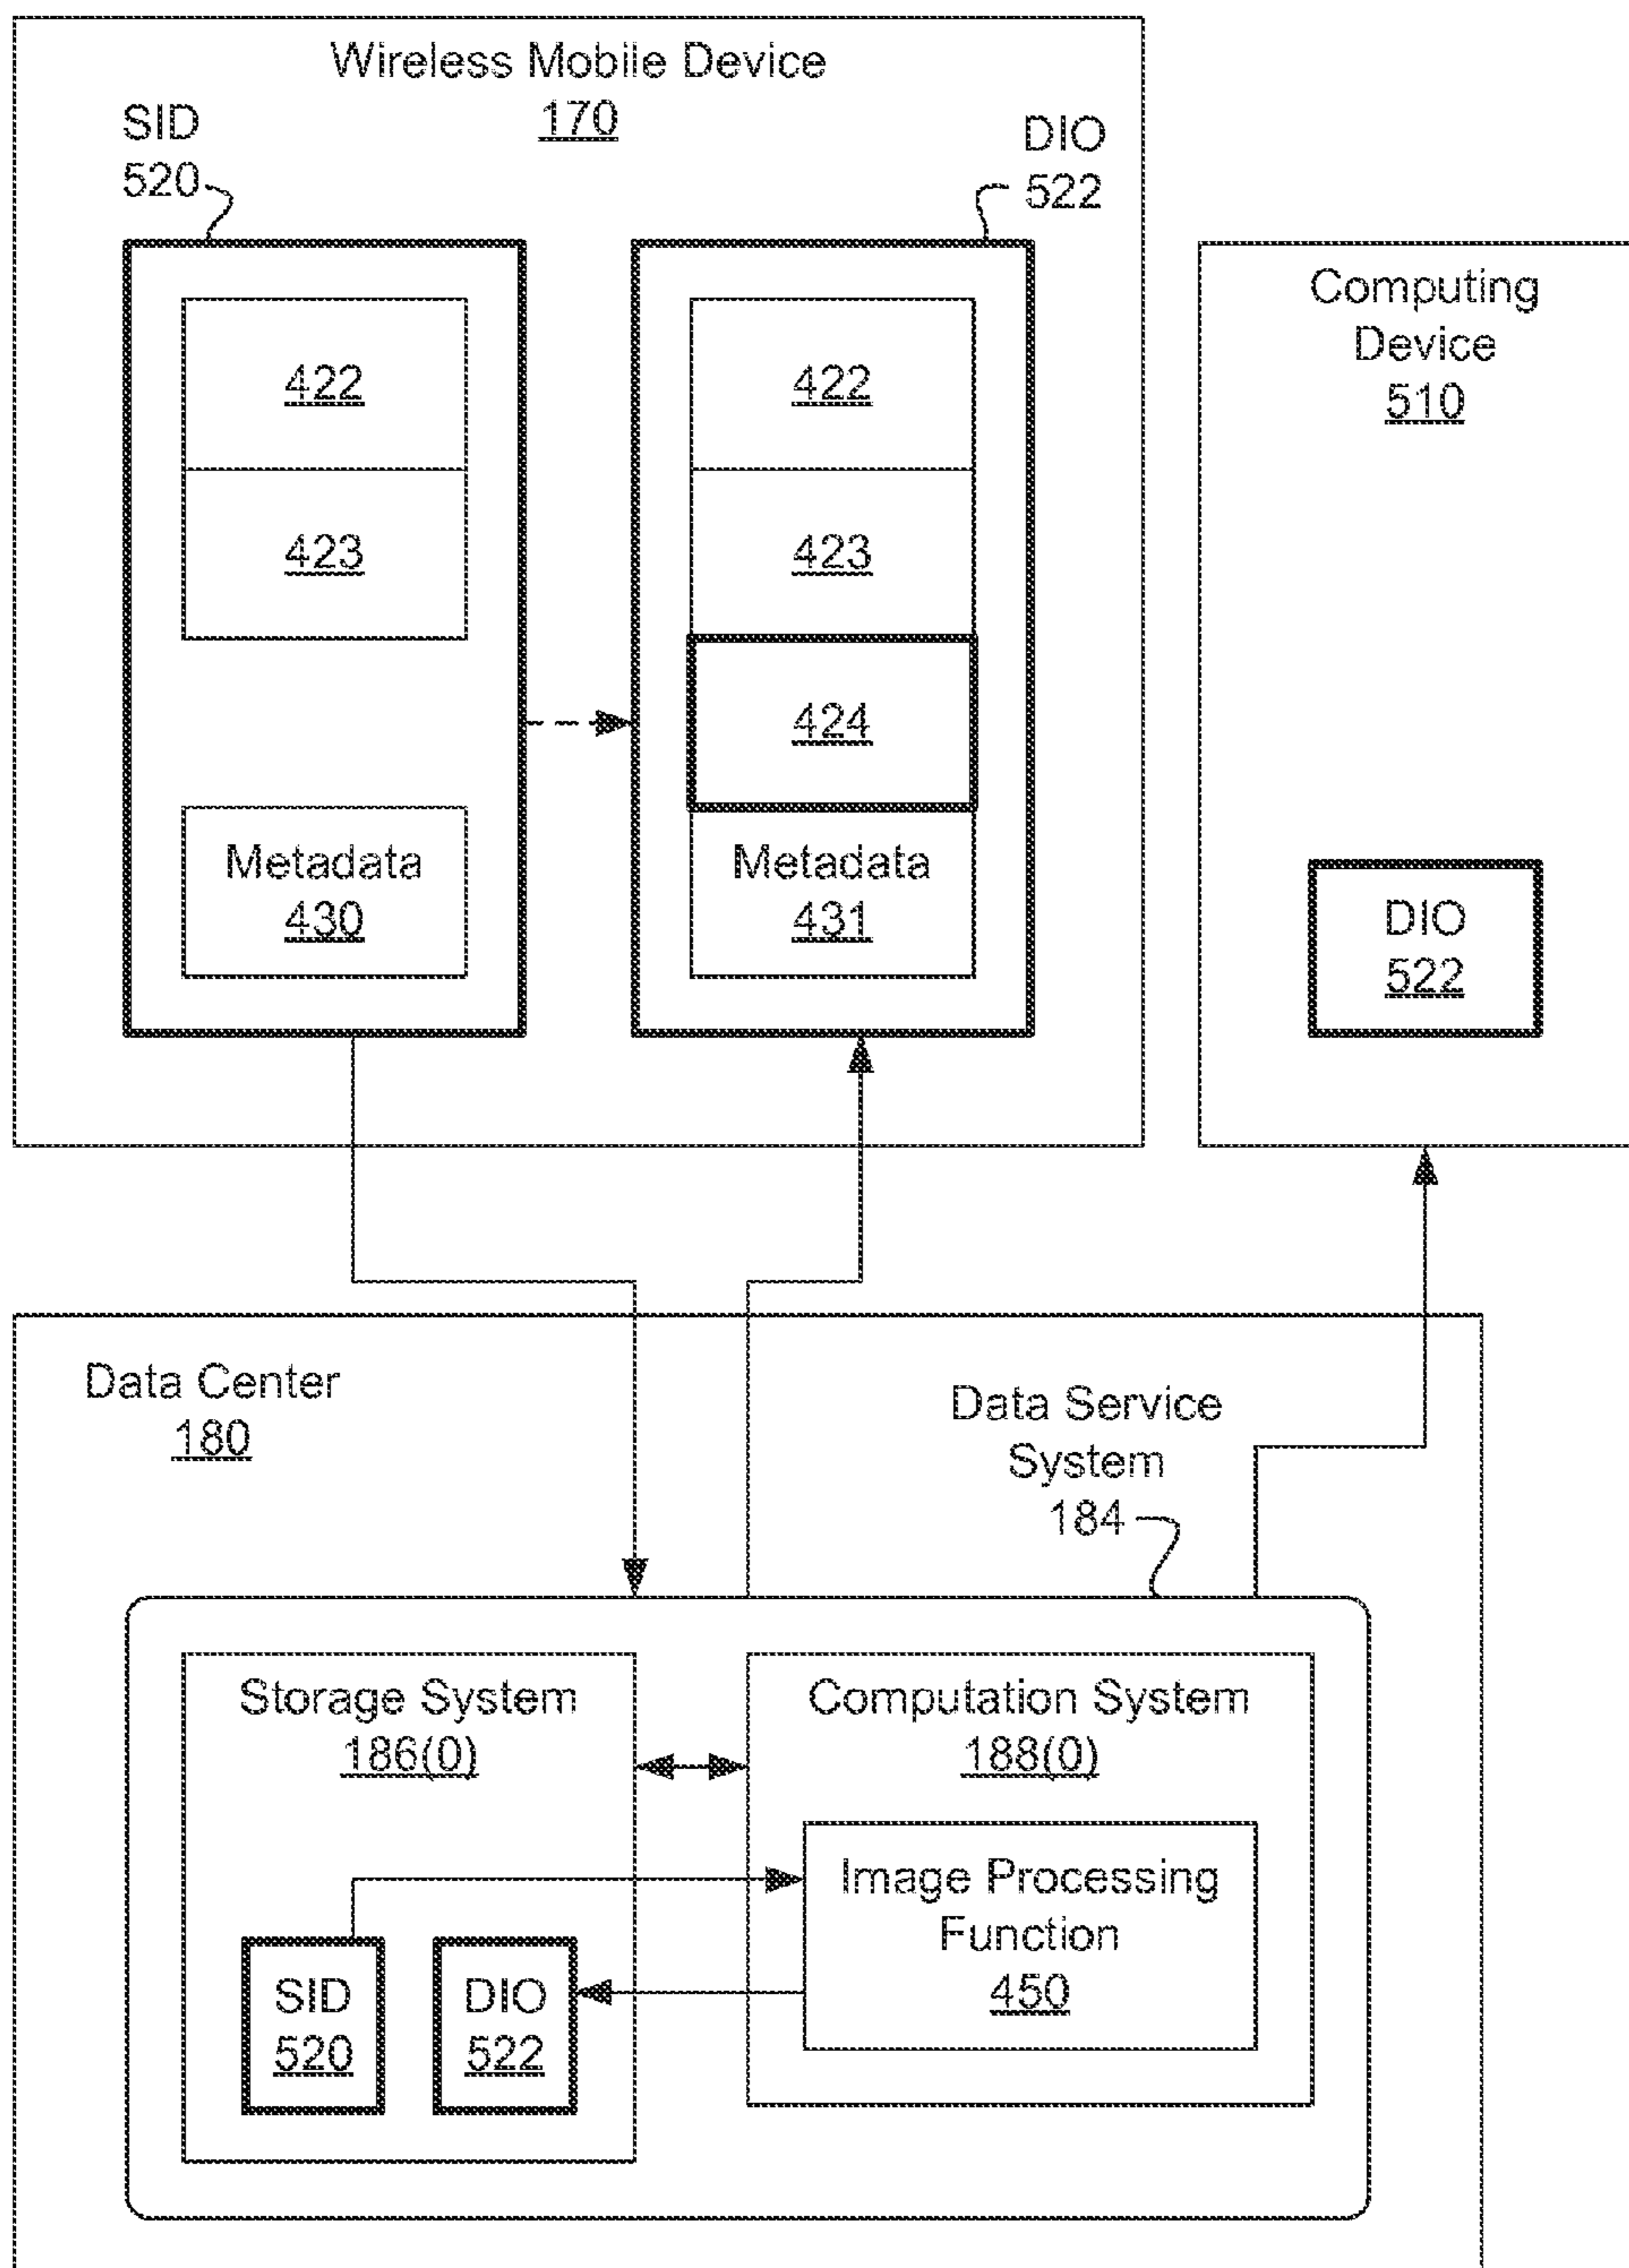 Wireless Mobile Device
170
SID
520
DIO
522
422
423
Metadata
430
422
423
424
Metadata
431
Computing
Device
510
DIO
522
Data Center
180
Data Service
System
184
Storage System
186(0)
SID
520
DIO
522
Computation System
188(0)
Image Processing
Function
450